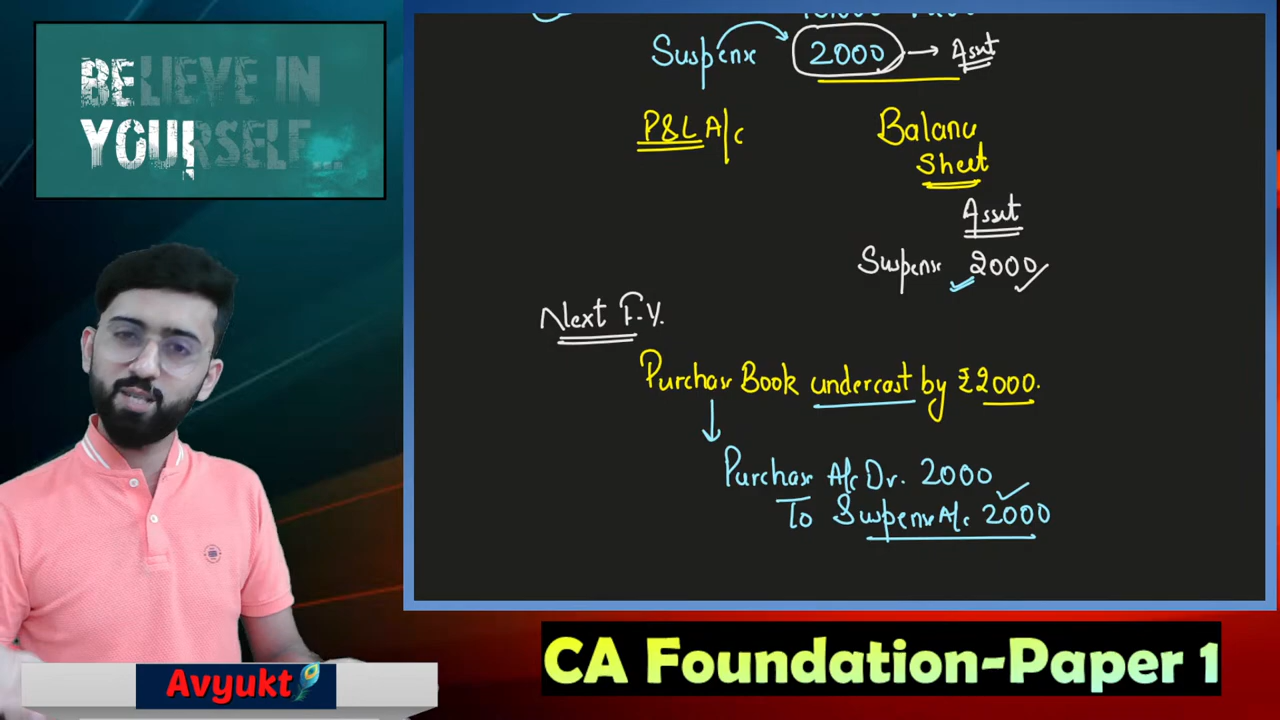 BELIEVE IN
YOURSELF...
Suspense 2000 → Asset
P&L A/c
Balance
Sheet
Asset
Suspense 2000
Next F.Y.
Purchase Book undercast by ₹2000.
Purchase A/c Dr. 2000
To Suspense A/c 2000
Avyukt
CA Foundation-Paper 1